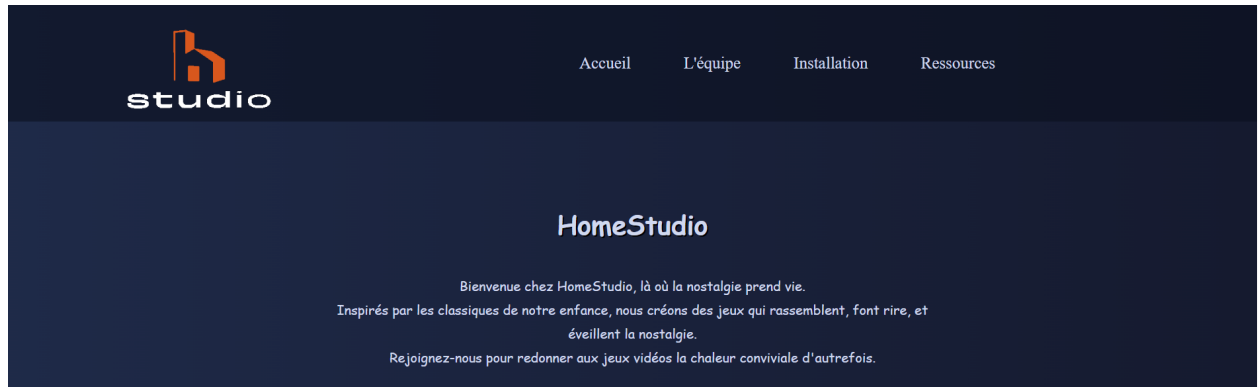 h
studio
Accueil L'équipe Installation Ressources
HomeStudio
Bienvenue chez HomeStudio, là où la nostalgie prend vie.
Inspirés par les classiques de notre enfance, nous créons des jeux qui rassemblent, font rire, et
éveillent la nostalgie.
Rejoignez-nous pour redonner aux jeux vidéos la chaleur conviviale d'autrefois.